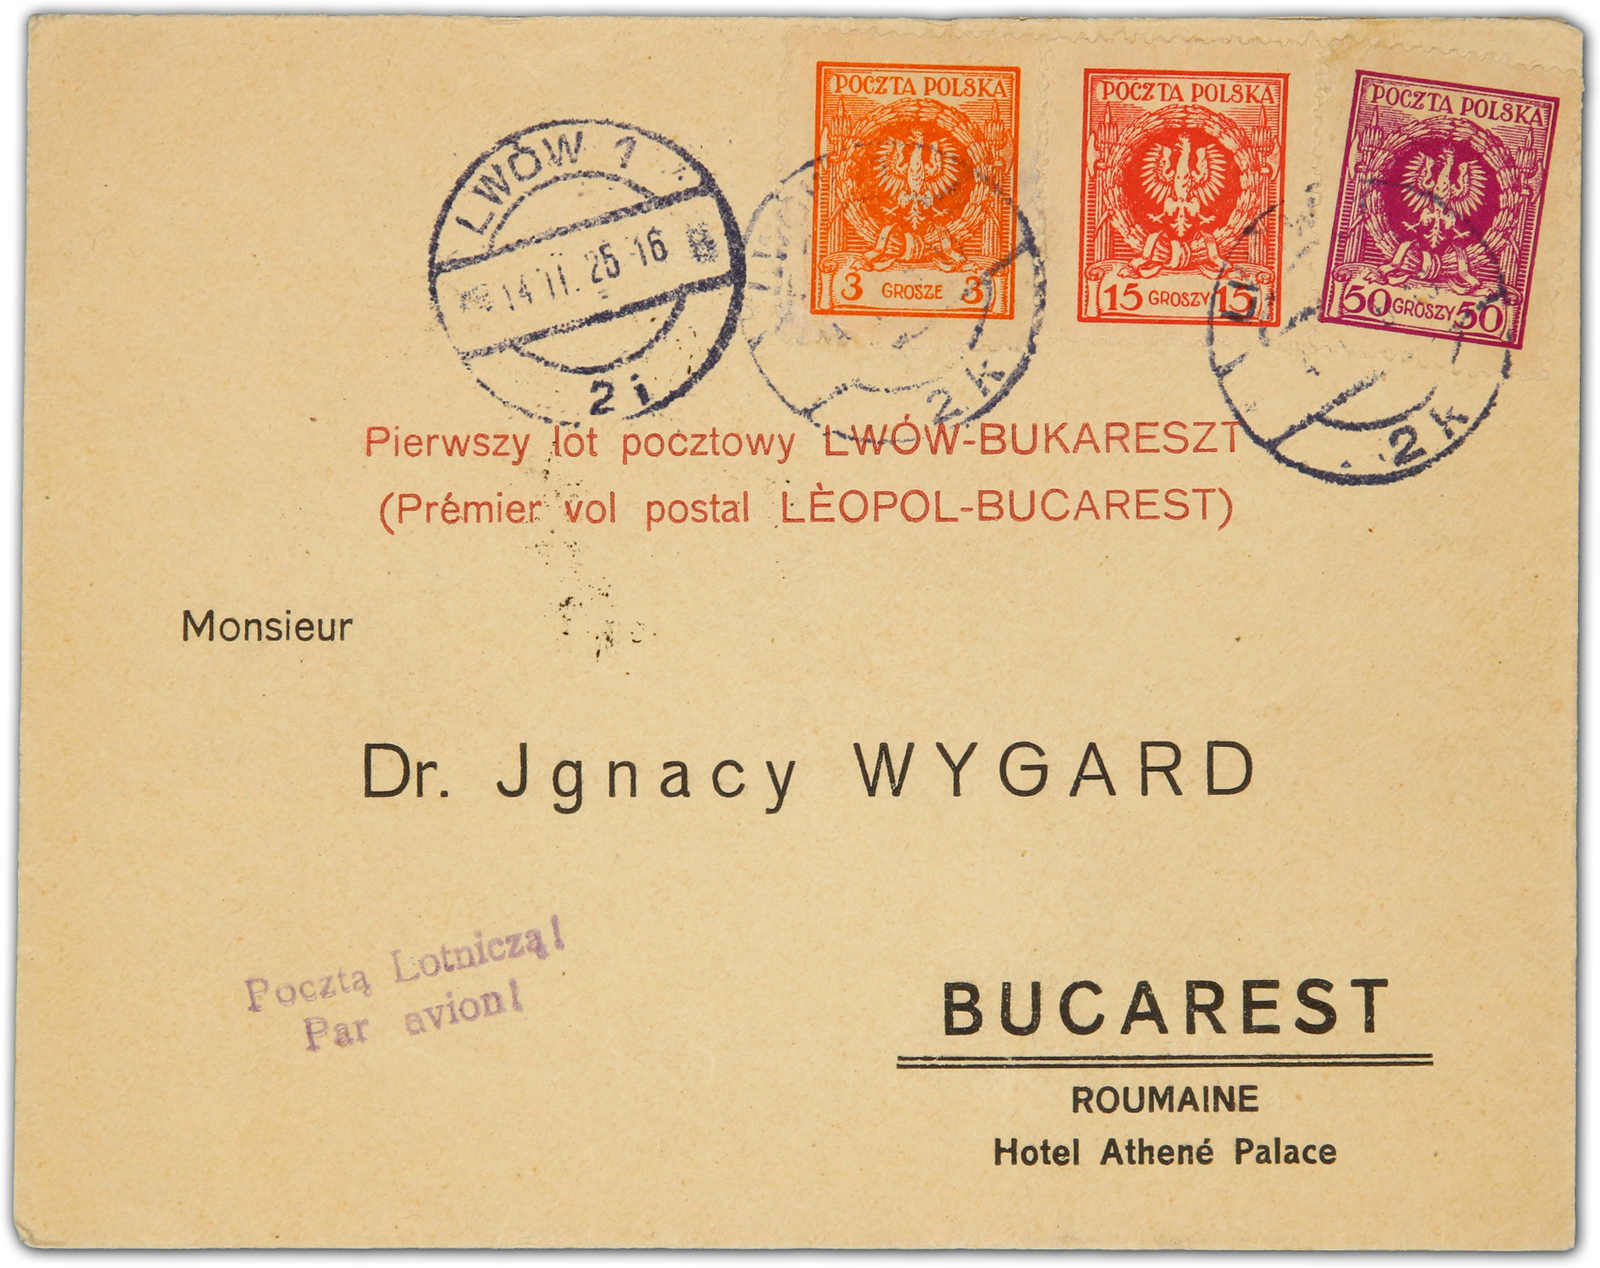 POCZTA POLSKA
3 GROSZE 3
POCZTA POLSKA
15 GROSZY 15
POCZTA POLSKA
50 GROSZY 50
LWÓW 1
14 II. 25-16
2 i
2 k
2 k
Pierwszy lot pocztowy LWÓW-BUKARESZT
(Prémier vol postal LÈOPOL-BUCAREST)
Monsieur
Dr. Jgnacy WYGARD
Pocztą Lotniczą!
Par avion!
BUCAREST
ROUMAINE
Hotel Athené Palace